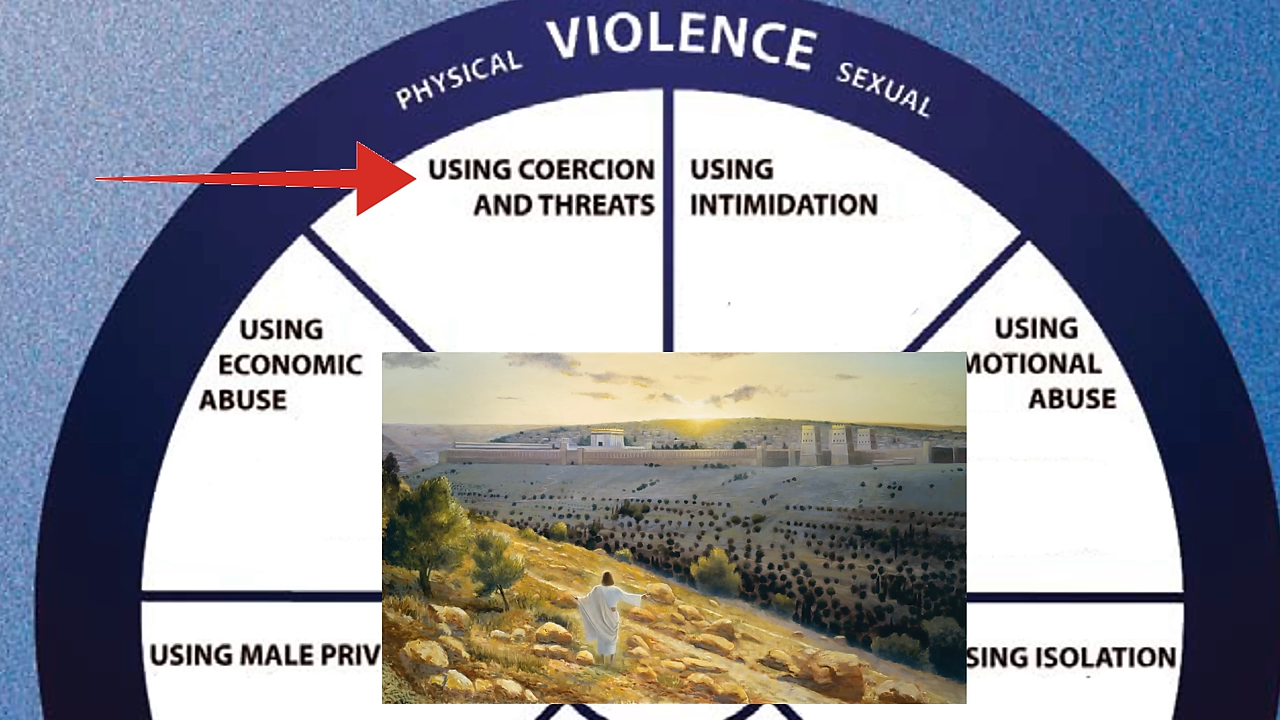 PHYSICAL VIOLENCE SEXUAL
USING COERCION
AND THREATS
USING
INTIMIDATION
USING
ECONOMIC
ABUSE
USING
MOTIONAL
ABUSE
USING MALE PRIV
SING ISOLATION